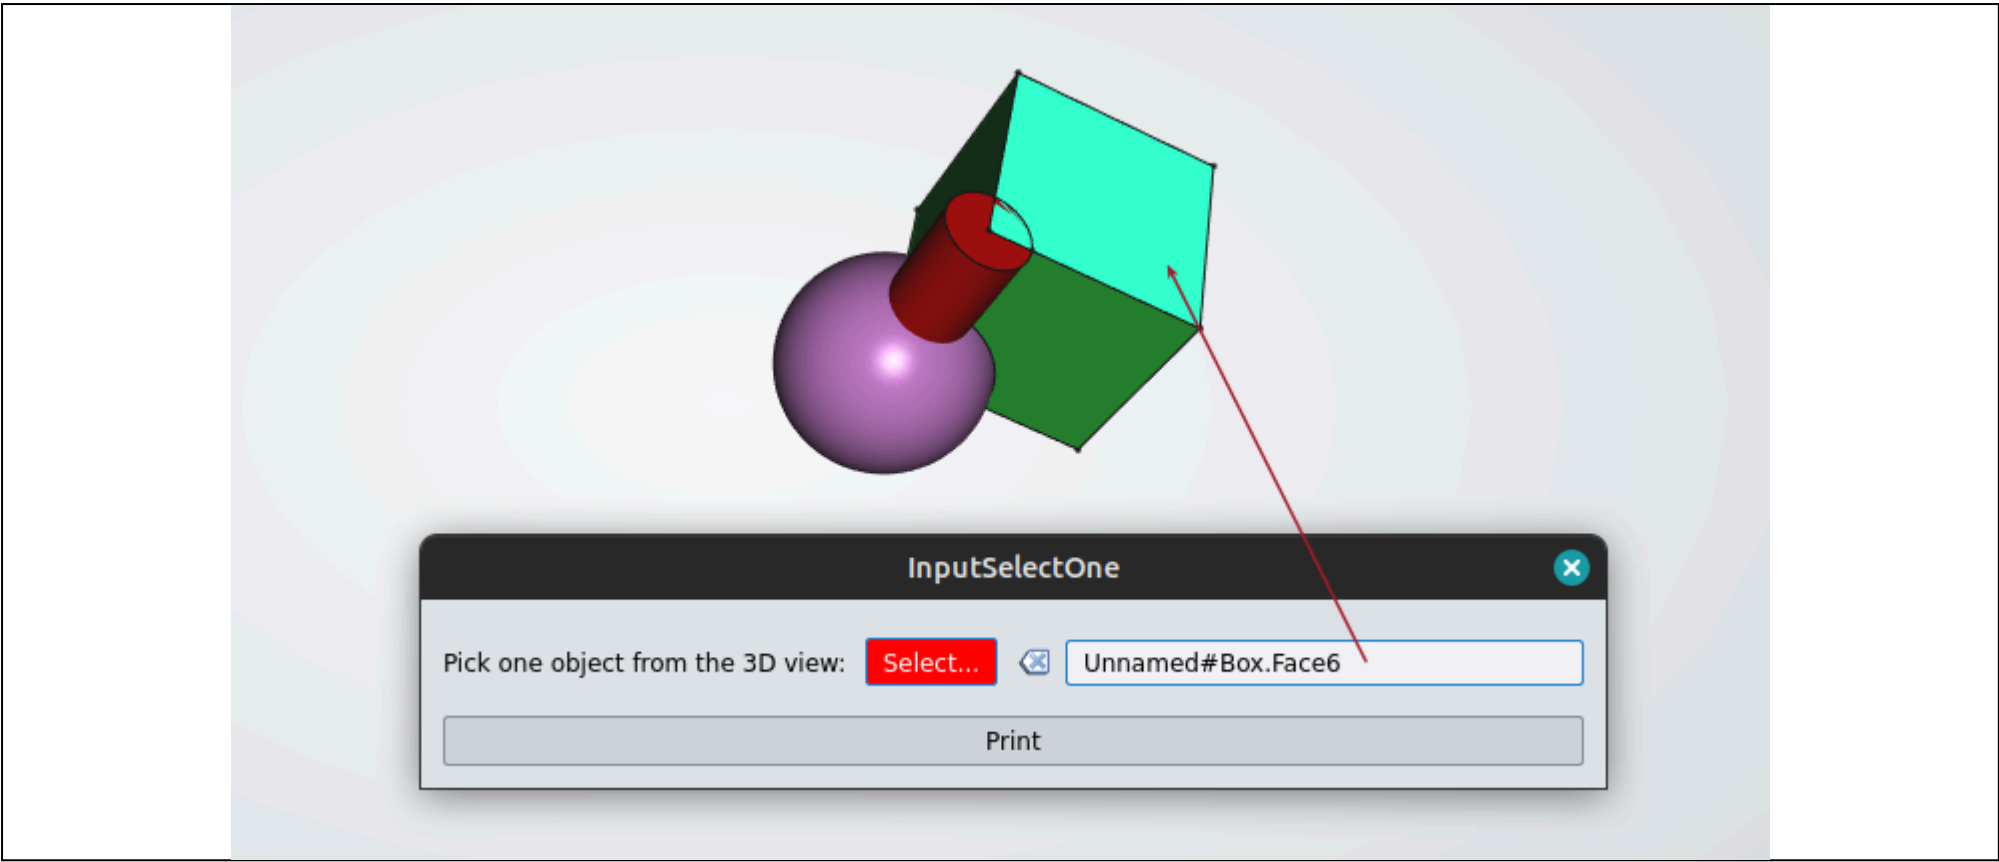 InputSelectOne
Pick one object from the 3D view: Select... Unnamed#Box.Face6
Print